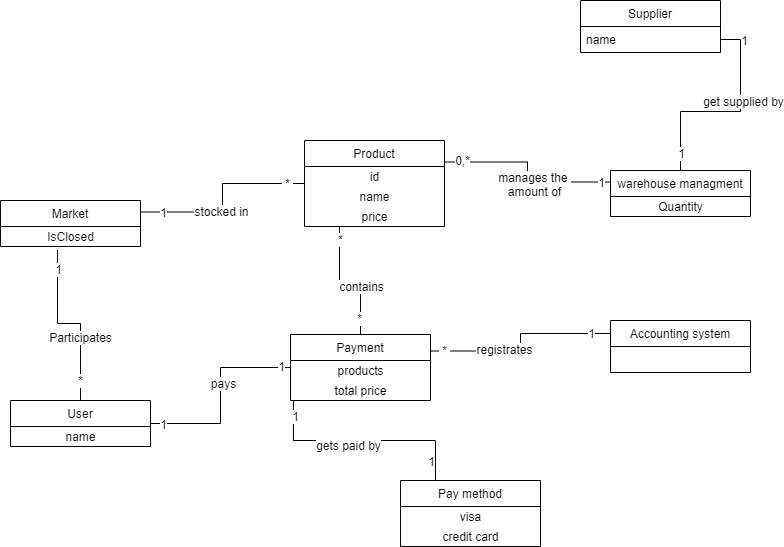 Supplier
name
1
get supplied by
1
Product
id
name
price
0,*
manages the
amount of
1
warehouse managment
Quantity
Market
IsClosed
1
stocked in
*
1
Participates
*
*
contains
*
Payment
products
total price
*
registrates
1
Accounting system
User
name
1
pays
1
1
gets paid by
1
Pay method
visa
credit card